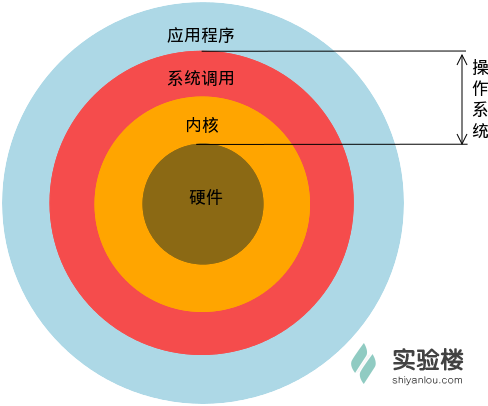 应用程序
系统调用
内核
硬件
操作系统
实验楼
shiyanlou.com